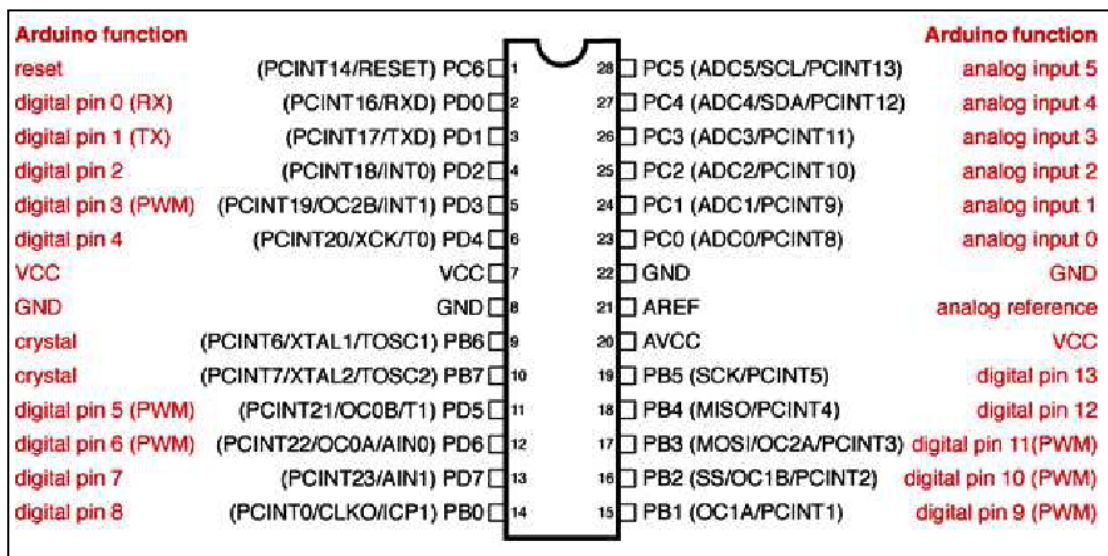 Arduino function Arduino function
reset (PCINT14/RESET) PC6 1 28 PC5 (ADC5/SCL/PCINT13) analog input 5
digital pin 0 (RX) (PCINT16/RXD) PD0 2 27 PC4 (ADC4/SDA/PCINT12) analog input 4
digital pin 1 (TX) (PCINT17/TXD) PD1 3 26 PC3 (ADC3/PCINT11) analog input 3
digital pin 2 (PCINT18/INT0) PD2 4 25 PC2 (ADC2/PCINT10) analog input 2
digital pin 3 (PWM) (PCINT19/OC2B/INT1) PD3 5 24 PC1 (ADC1/PCINT9) analog input 1
digital pin 4 (PCINT20/XCK/T0) PD4 6 23 PC0 (ADC0/PCINT8) analog input 0
VCC VCC 7 22 GND GND
GND GND 8 21 AREF analog reference
crystal (PCINT6/XTAL1/TOSC1) PB6 9 20 AVCC VCC
crystal (PCINT7/XTAL2/TOSC2) PB7 10 19 PB5 (SCK/PCINT5) digital pin 13
digital pin 5 (PWM) (PCINT21/OC0B/T1) PD5 11 18 PB4 (MISO/PCINT4) digital pin 12
digital pin 6 (PWM) (PCINT22/OC0A/AIN0) PD6 12 17 PB3 (MOSI/OC2A/PCINT3) digital pin 11(PWM)
digital pin 7 (PCINT23/AIN1) PD7 13 16 PB2 (SS/OC1B/PCINT2) digital pin 10 (PWM)
digital pin 8 (PCINT0/CLKO/ICP1) PB0 14 15 PB1 (OC1A/PCINT1) digital pin 9 (PWM)